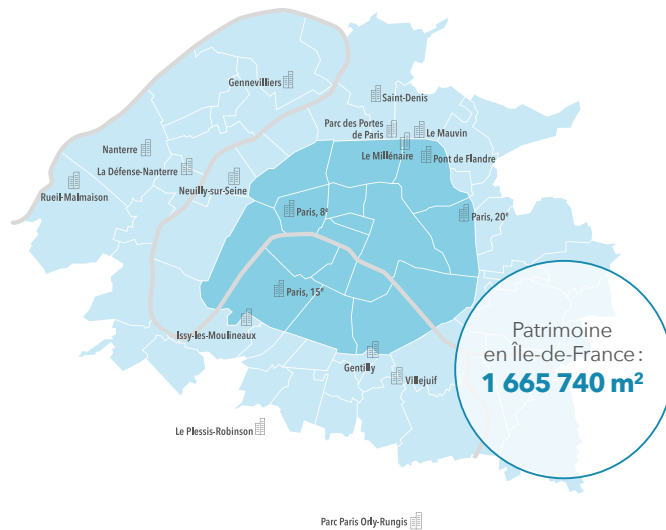 Gennevilliers
Saint-Denis
Parc des Portes
de Paris
Le Mauvin
Nanterre
Le Millénaire
Pont de Flandre
La Défense-Nanterre
Neuilly-sur-Seine
Rueil-Malmaison
Paris, 8e
Paris, 20e
Paris, 15e
Issy-les-Moulineaux
Gentilly
Villejuif
Patrimoine
en Île-de-France :
1 665 740 m²
Le Plessis-Robinson
Parc Paris Orly-Rungis